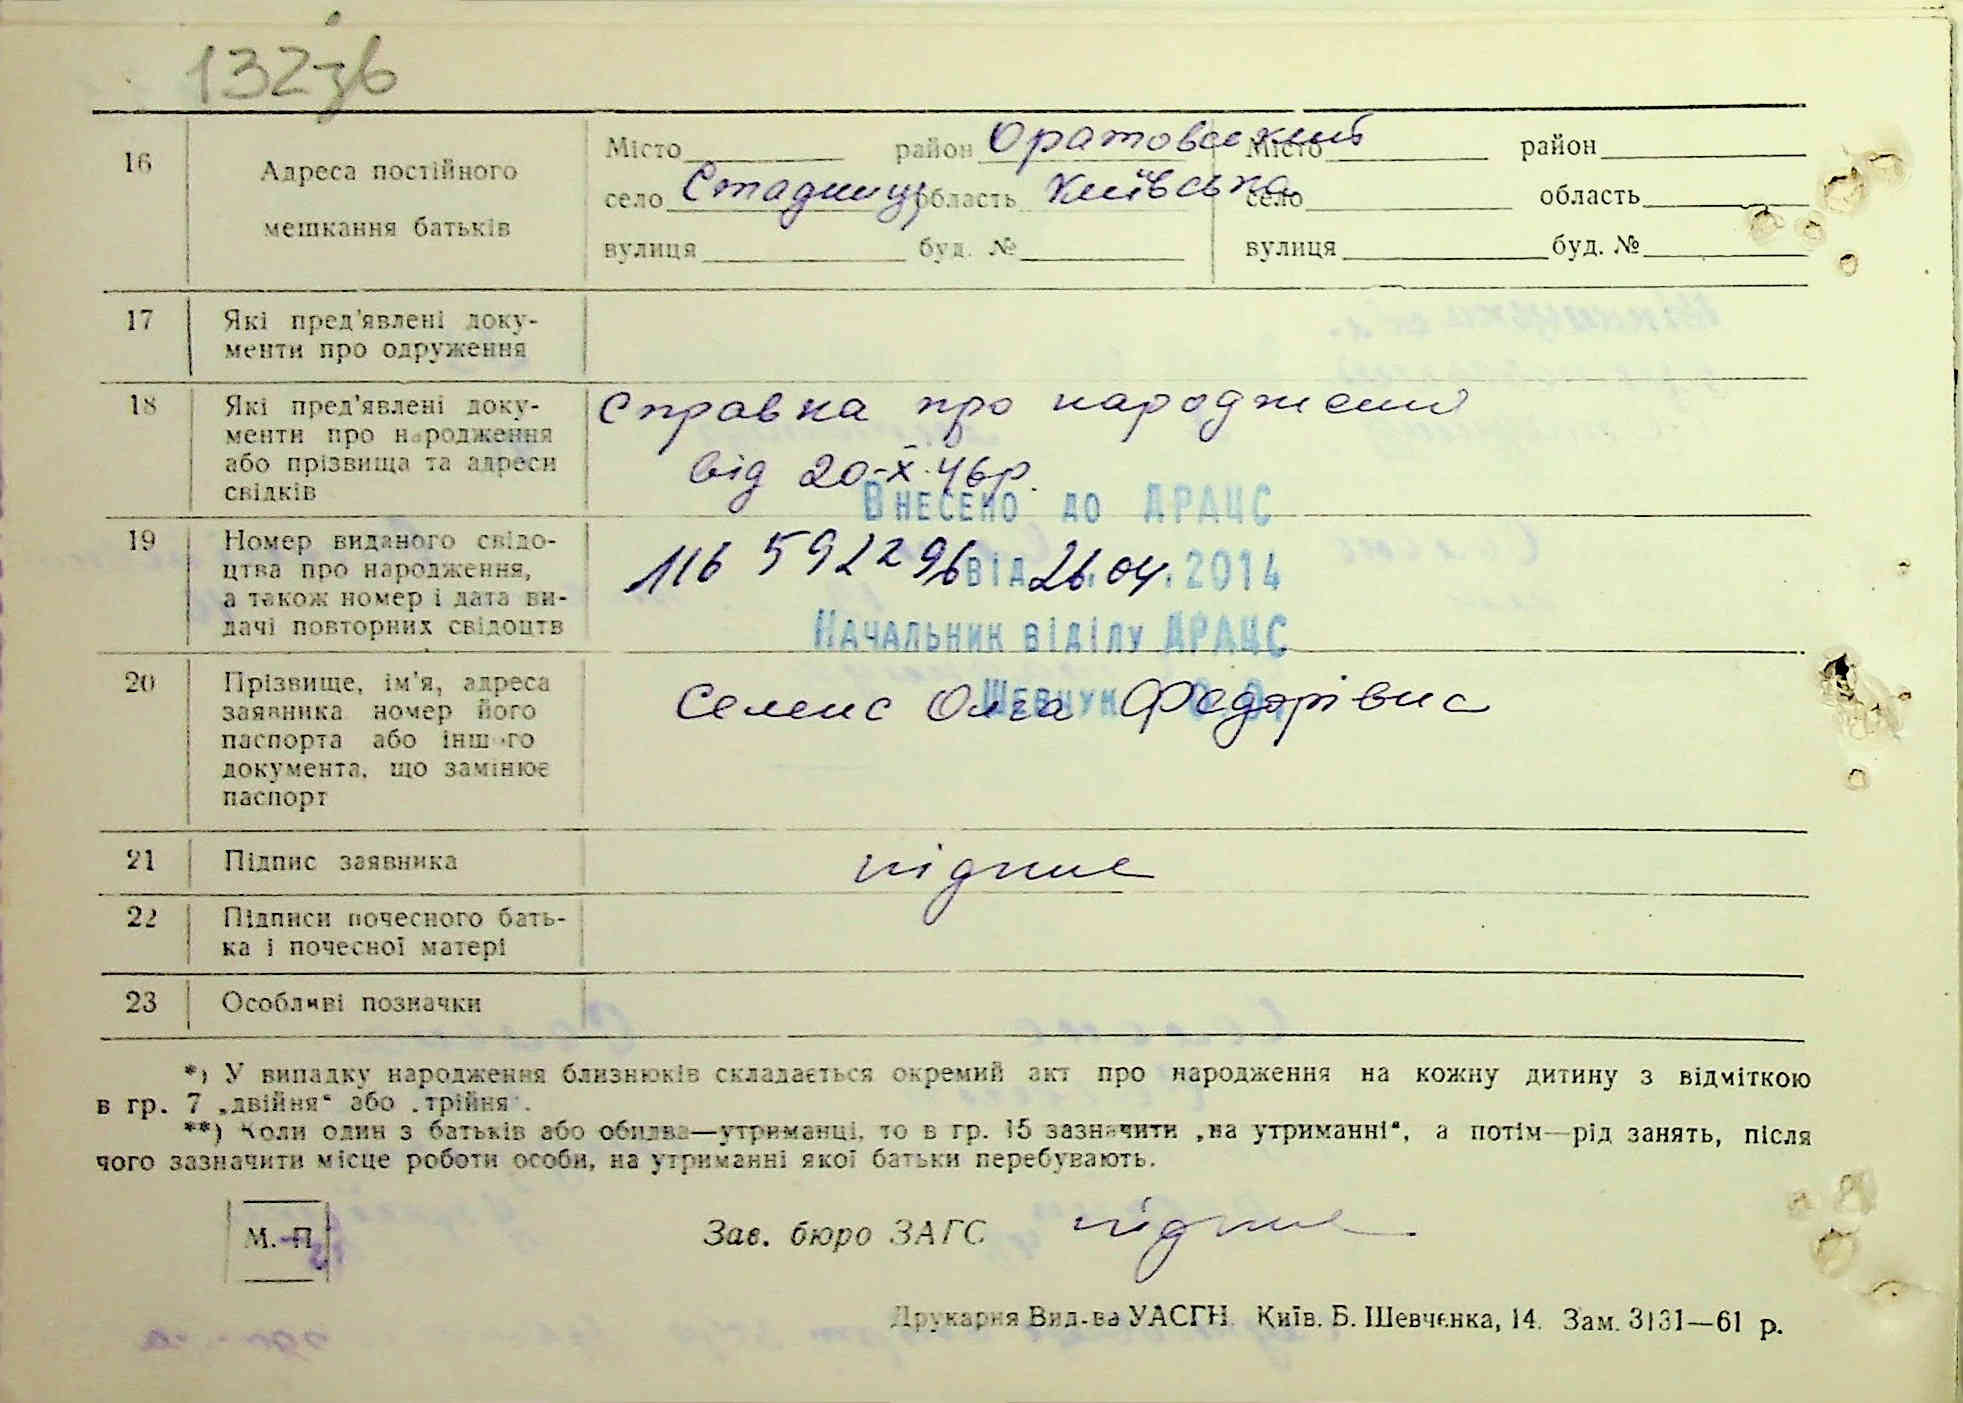 132зв
16 Адреса постійного мешкання батьків
Місто район Оратовський Місто район
село Стадниця область Київська село область
вулиця буд. № вулиця буд. №
17 Які пред'явлені доку-
менти про одруження
18 Які пред'явлені доку- Справка про народження
менти про народження
або прізвища та адреси від 20-X-46р.
свідків
Внесено до ДРАЦС
19 Номер виданого свідо-
цтва про народження, 116 591296 від 26.04.2014
а також номер і дата ви-
дачі повторних свідоцтв Начальник відділу ДРАЦС
20 Прізвище, ім'я, адреса Ольга Федорівна
заявника номер його
паспорта або іншого
документа, що замінює
паспорт
21 Підпис заявника підпис
22 Підписи почесного бать-
ка і почесної матері
23 Особливі позначки
*) У випадку народження близнюків складається окремий акт про народження на кожну дитину з відміткою
в гр. 7 „двійня“ або „трійня“.
**) Коли один з батьків або обидва—утриманці, то в гр. 15 зазначити „на утриманні“, а потім—рід занять, після
чого зазначити місце роботи особи, на утриманні якої батьки перебувають.
М. П. Зав. бюро ЗАГС підпис
Друкарня Вид-ва УАСГН. Київ. Б. Шевченка, 14. Зам. 3131—61 р.